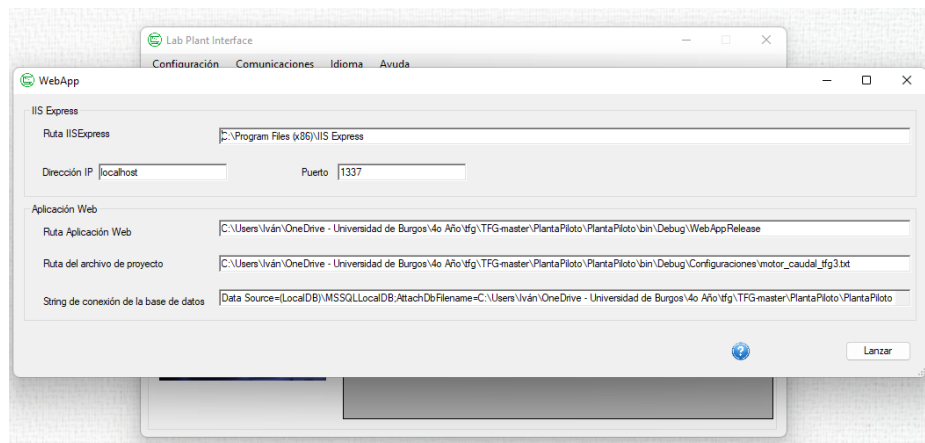 Lab Plant Interface
Configuración Comunicaciones Idioma Ayuda
WebApp
IIS Express
Ruta IISExpress C:\Program Files (x86)\IIS Express
Dirección IP localhost Puerto 1337
Aplicación Web
Ruta Aplicación Web C:\Users\Iván\OneDrive - Universidad de Burgos\4o Año\tfg\TFG-master\PlantaPiloto\PlantaPiloto\bin\Debug\WebAppRelease
Ruta del archivo de proyecto C:\Users\Iván\OneDrive - Universidad de Burgos\4o Año\tfg\TFG-master\PlantaPiloto\PlantaPiloto\bin\Debug\Configuraciones\motor_caudal_tfg3.txt
String de conexión de la base de datos Data Source=(LocalDB)\MSSQLLocalDB;AttachDbFilename=C:\Users\Iván\OneDrive - Universidad de Burgos\4o Año\tfg\TFG-master\PlantaPiloto\PlantaPiloto
Lanzar